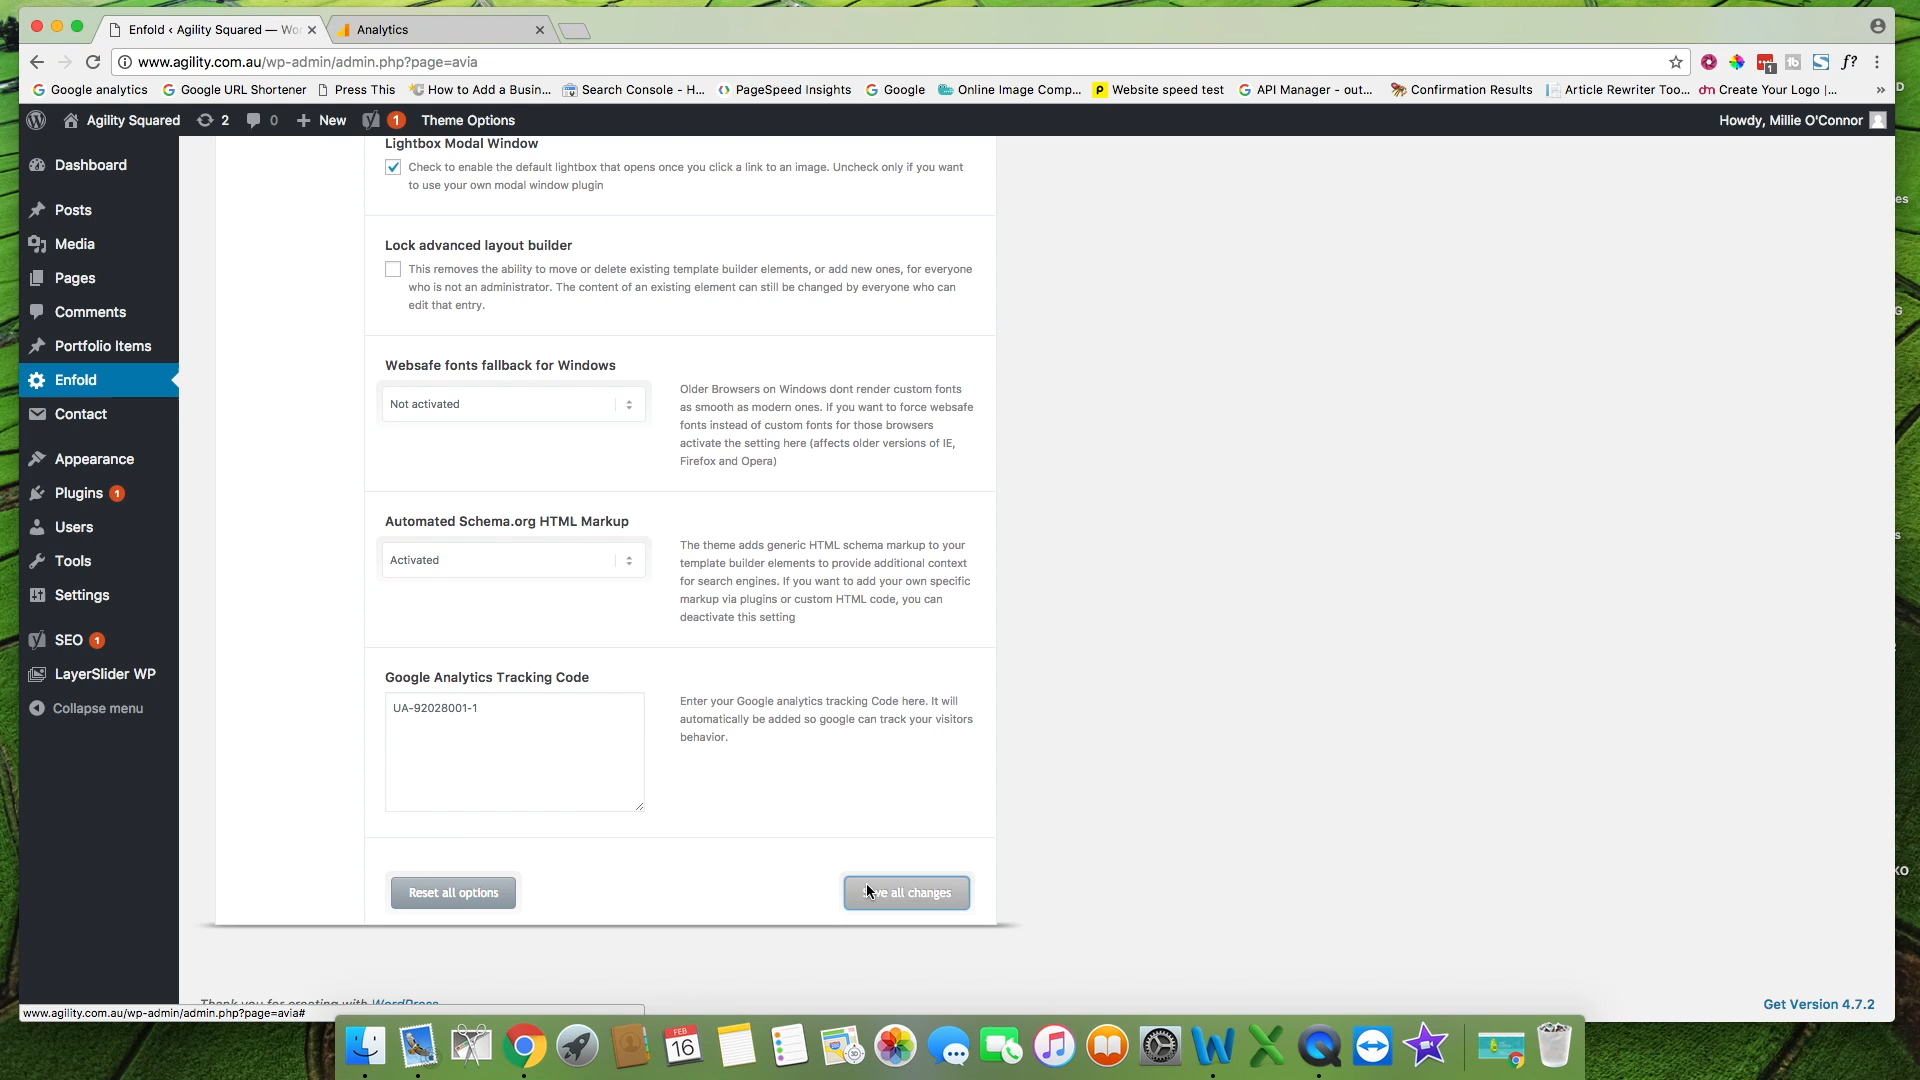 Enfold ‹ Agility Squared — Wor
Analytics
www.agility.com.au/wp-admin/admin.php?page=avia
1
f?
Google analytics
Google URL Shortener
Press This
How to Add a Busin...
Search Console - H...
PageSpeed Insights
Google
Online Image Comp...
Website speed test
API Manager - out...
Confirmation Results
Article Rewriter Too...
Create Your Logo |...
»
Agility Squared
2
0
New
1
Theme Options
Howdy, Millie O'Connor
Dashboard
Posts
Media
Pages
Comments
Portfolio Items
Enfold
Contact
Appearance
Plugins 1
Users
Tools
Settings
SEO 1
LayerSlider WP
Collapse menu
Lightbox Modal Window
Check to enable the default lightbox that opens once you click a link to an image. Uncheck only if you want
to use your own modal window plugin
Lock advanced layout builder
This removes the ability to move or delete existing template builder elements, or add new ones, for everyone
who is not an administrator. The content of an existing element can still be changed by everyone who can
edit that entry.
Websafe fonts fallback for Windows
Not activated
Older Browsers on Windows dont render custom fonts
as smooth as modern ones. If you want to force websafe
fonts instead of custom fonts for those browsers
activate the setting here (affects older versions of IE,
Firefox and Opera)
Automated Schema.org HTML Markup
Activated
The theme adds generic HTML schema markup to your
template builder elements to provide additional context
for search engines. If you want to add your own specific
markup via plugins or custom HTML code, you can
deactivate this setting
Google Analytics Tracking Code
UA-92028001-1
Enter your Google analytics tracking Code here. It will
automatically be added so google can track your visitors
behavior.
Reset all options
Save all changes
Thank you for creating with WordPress
Get Version 4.7.2
www.agility.com.au/wp-admin/admin.php?page=avia#
FEB
16